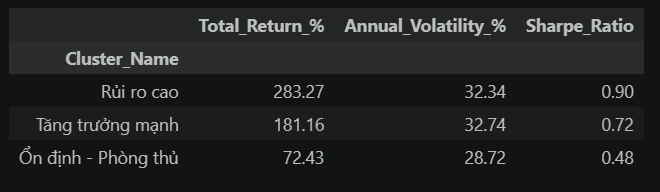 Total_Return_% Annual_Volatility_% Sharpe_Ratio
Cluster_Name
Rủi ro cao 283.27 32.34 0.90
Tăng trưởng mạnh 181.16 32.74 0.72
Ổn định - Phòng thủ 72.43 28.72 0.48